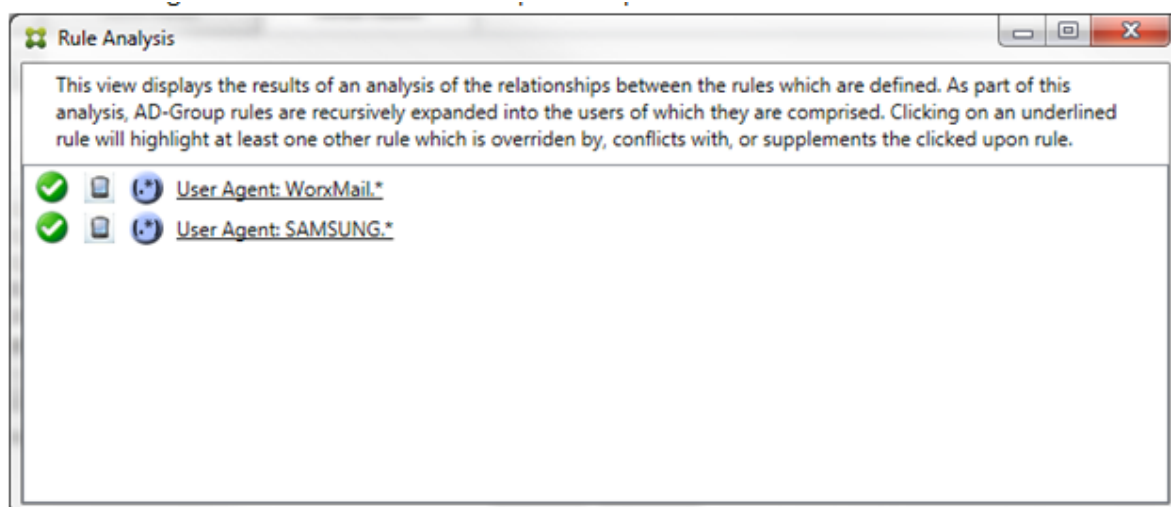 Rule Analysis
This view displays the results of an analysis of the relationships between the rules which are defined. As part of this
analysis, AD-Group rules are recursively expanded into the users of which they are comprised. Clicking on an underlined
rule will highlight at least one other rule which is overriden by, conflicts with, or supplements the clicked upon rule.
(.*) User Agent: WorxMail.*
(.*) User Agent: SAMSUNG.*